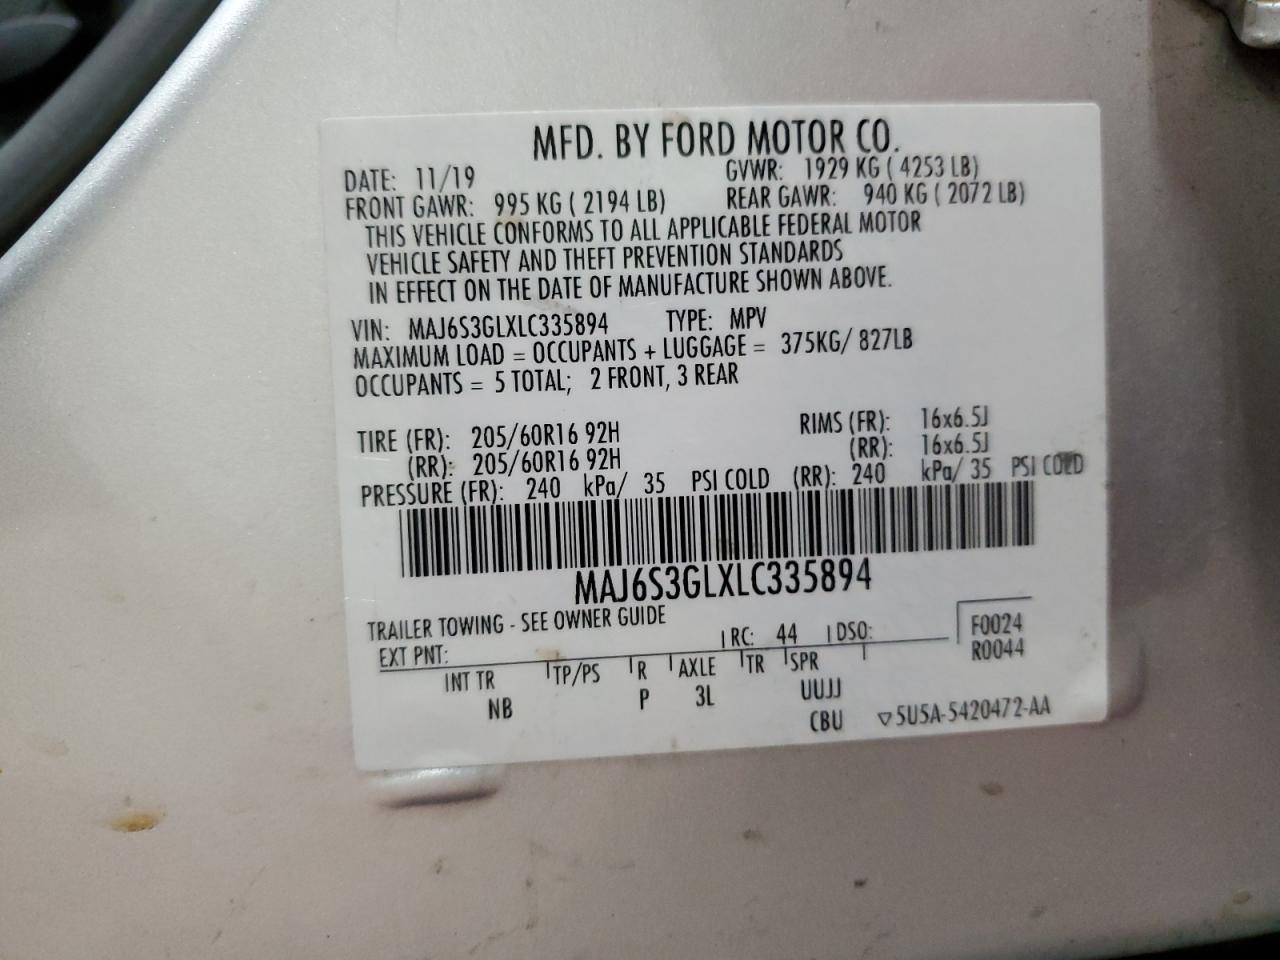 MFD. BY FORD MOTOR CO.
DATE: 11/19 GVWR: 1929 KG ( 4253 LB)
FRONT GAWR: 995 KG ( 2194 LB) REAR GAWR: 940 KG ( 2072 LB)
THIS VEHICLE CONFORMS TO ALL APPLICABLE FEDERAL MOTOR
VEHICLE SAFETY AND THEFT PREVENTION STANDARDS
IN EFFECT ON THE DATE OF MANUFACTURE SHOWN ABOVE.
VIN: MAJ6S3GLXLC335894 TYPE: MPV
MAXIMUM LOAD = OCCUPANTS + LUGGAGE = 375KG/ 827LB
OCCUPANTS = 5 TOTAL; 2 FRONT, 3 REAR
TIRE (FR): 205/60R16 92H RIMS (FR): 16x6.5J
(RR): 205/60R16 92H (RR): 16x6.5J
PRESSURE (FR): 240 kPa/ 35 PSI COLD (RR): 240 kPa/ 35 PSI COLD
MAJ6S3GLXLC335894
TRAILER TOWING - SEE OWNER GUIDE
EXT PNT: RC: 44 DSO: F0024
R0044
INT TR TP/PS R AXLE TR SPR
NB P 3L UUJJ
CBU ▽5U5A-5420472-AA